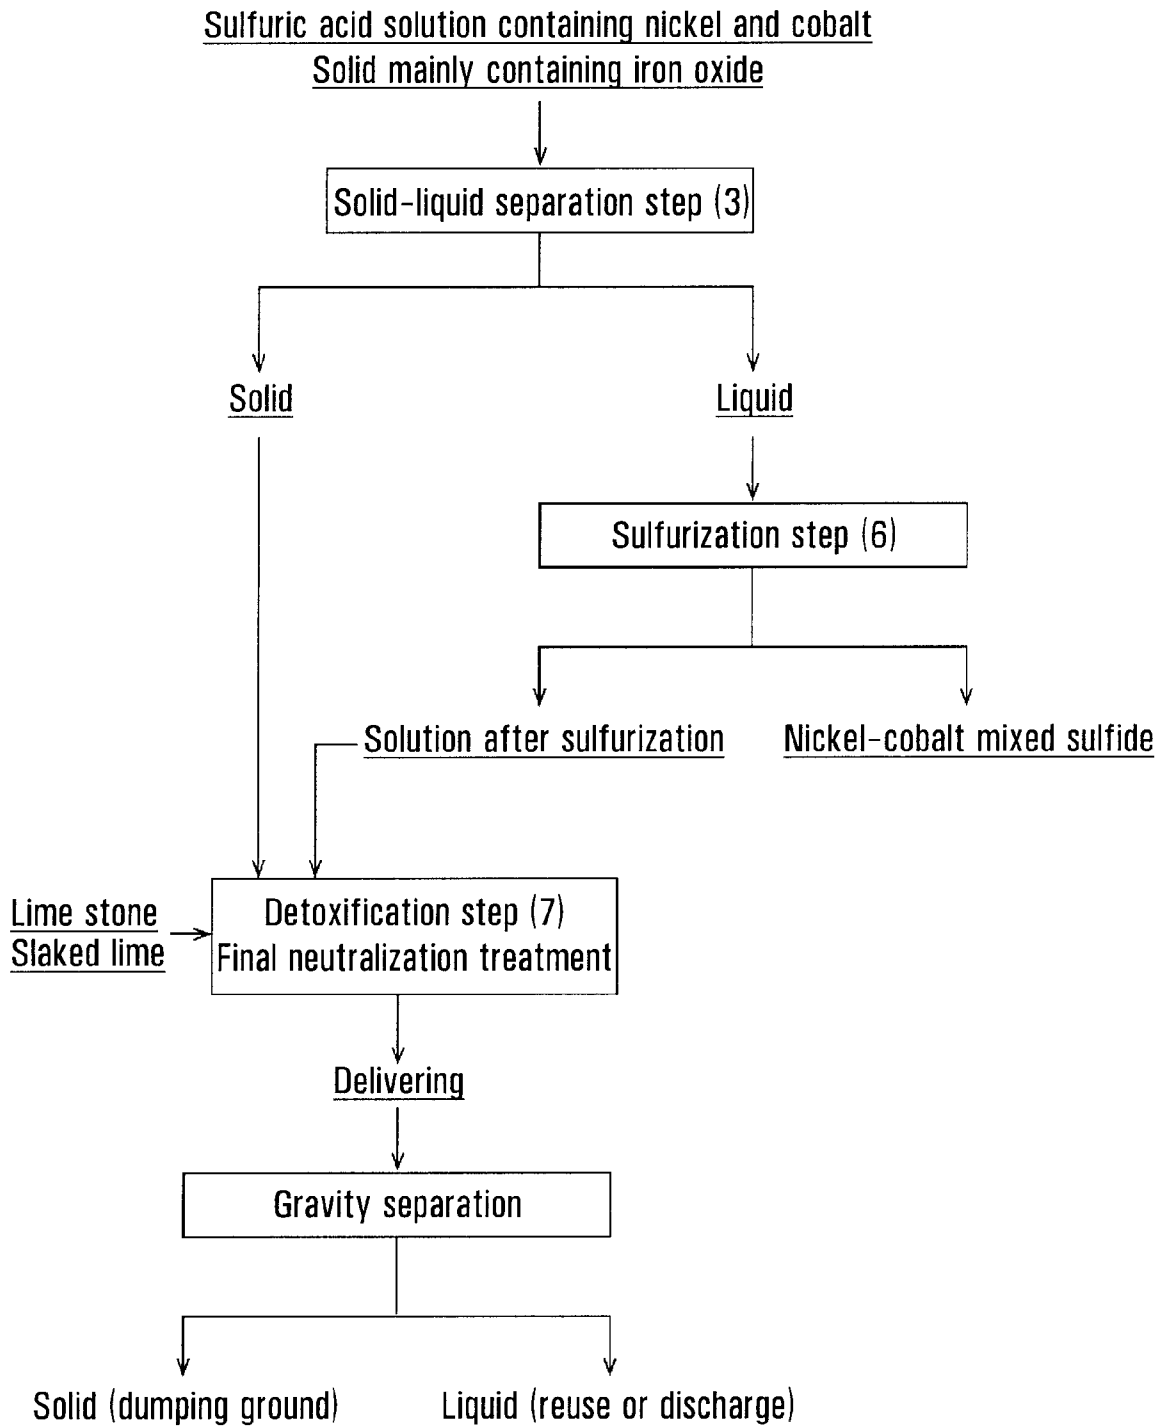 Sulfuric acid solution containing nickel and cobalt
Solid mainly containing iron oxide
Solid-liquid separation step (3)
Solid
Liquid
Sulfurization step (6)
Solution after sulfurization
Nickel-cobalt mixed sulfide
Lime stone
Slaked lime
Detoxification step (7)
Final neutralization treatment
Delivering
Gravity separation
Solid (dumping ground)
Liquid (reuse or discharge)